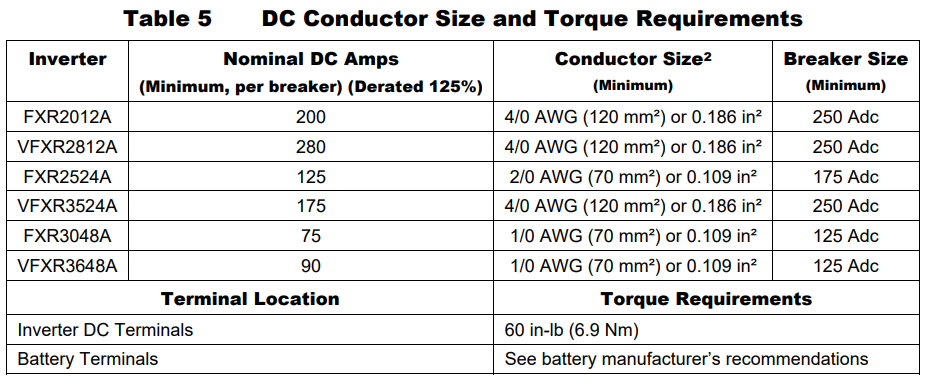 Table 5 DC Conductor Size and Torque Requirements
Inverter Nominal DC Amps Conductor Size² Breaker Size
(Minimum, per breaker) (Derated 125%) (Minimum) (Minimum)
FXR2012A 200 4/0 AWG (120 mm²) or 0.186 in² 250 Adc
VFXR2812A 280 4/0 AWG (120 mm²) or 0.186 in² 250 Adc
FXR2524A 125 2/0 AWG (70 mm²) or 0.109 in² 175 Adc
VFXR3524A 175 4/0 AWG (120 mm²) or 0.186 in² 250 Adc
FXR3048A 75 1/0 AWG (70 mm²) or 0.109 in² 125 Adc
VFXR3648A 90 1/0 AWG (70 mm²) or 0.109 in² 125 Adc
Terminal Location Torque Requirements
Inverter DC Terminals 60 in-lb (6.9 Nm)
Battery Terminals See battery manufacturer’s recommendations